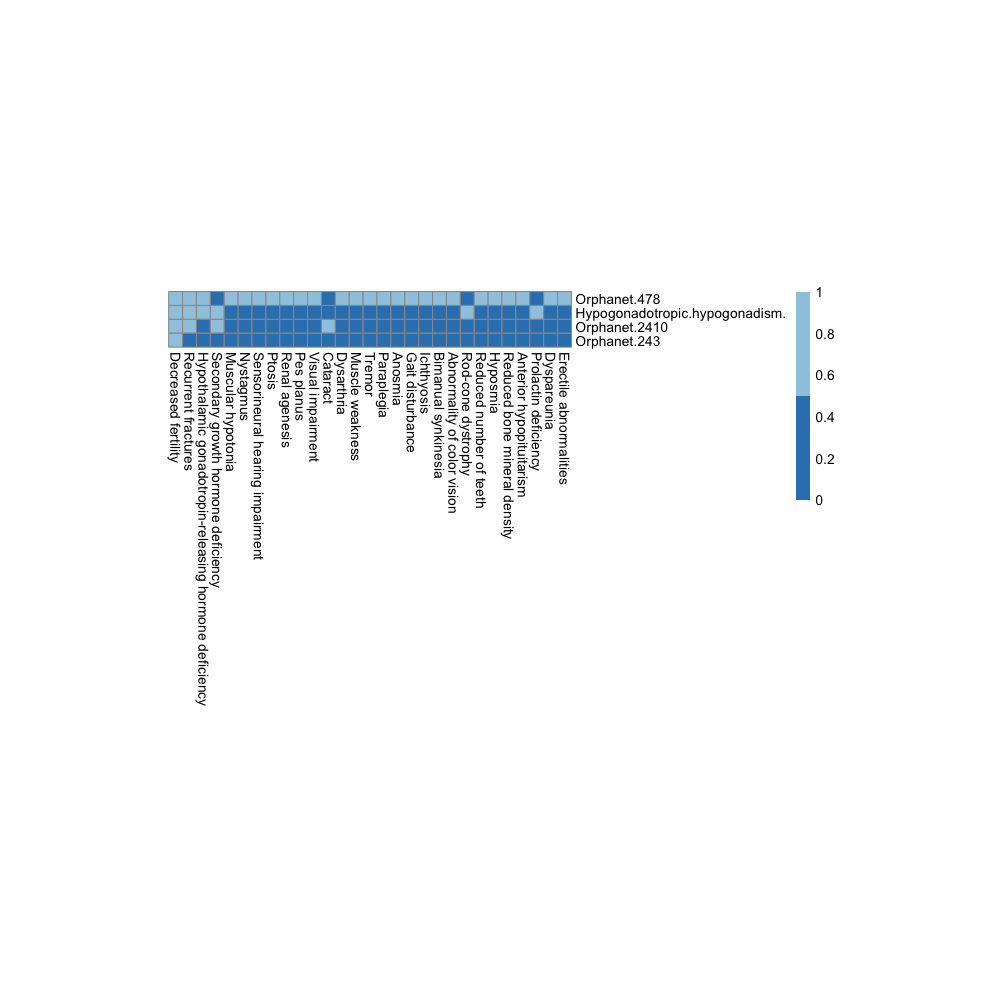 Orphanet.478
Hypogonadotropic.hypogonadism.
Orphanet.2410
Orphanet.243
Decreased fertility
Recurrent fractures
Hypothalamic gonadotropin-releasing hormone deficiency
Secondary growth hormone deficiency
Muscular hypotonia
Nystagmus
Sensorineural hearing impairment
Ptosis
Renal agenesis
Pes planus
Visual impairment
Cataract
Dysarthria
Muscle weakness
Tremor
Paraplegia
Anosmia
Gait disturbance
Ichthyosis
Bimanual synkinesia
Abnormality of color vision
Rod-cone dystrophy
Reduced number of teeth
Hyposmia
Reduced bone mineral density
Anterior hypopituitarism
Prolactin deficiency
Dyspareunia
Erectile abnormalities
1
0.8
0.6
0.4
0.2
0